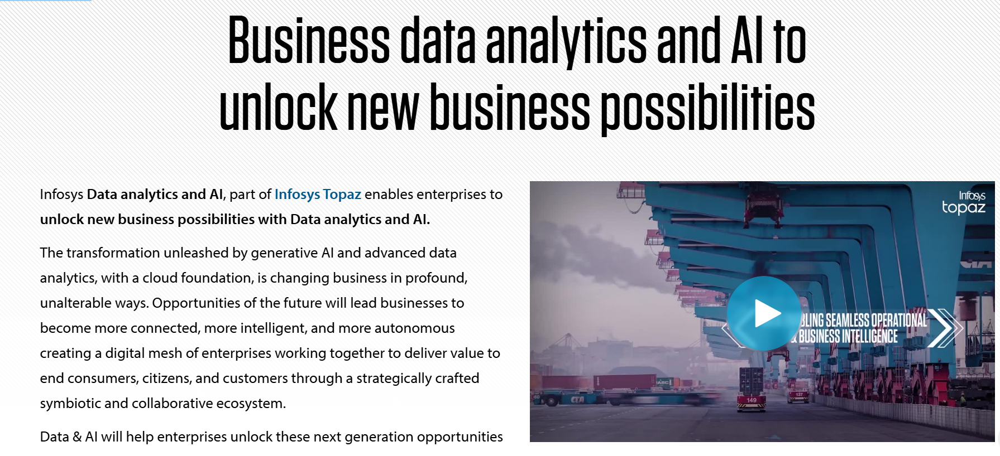 Business data analytics and AI to
unlock new business possibilities
Infosys Data analytics and AI, part of Infosys Topaz enables enterprises to
unlock new business possibilities with Data analytics and AI.
The transformation unleashed by generative AI and advanced data
analytics, with a cloud foundation, is changing business in profound,
unalterable ways. Opportunities of the future will lead businesses to
become more connected, more intelligent, and more autonomous
creating a digital mesh of enterprises working together to deliver value to
end consumers, citizens, and customers through a strategically crafted
symbiotic and collaborative ecosystem.
Data & AI will help enterprises unlock these next generation opportunities
Infosys
topaz
SEAMLESS OPERATIONAL
& BUSINESS INTELLIGENCE
CTA
149
137